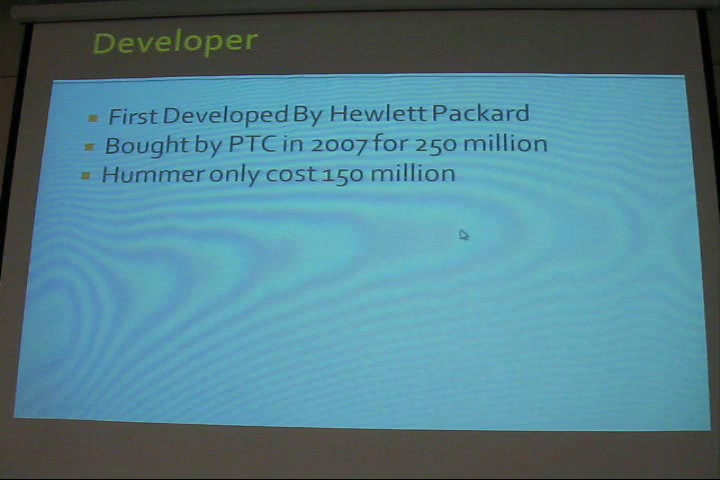 Developer
First Developed By Hewlett Packard
Bought by PTC in 2007 for 250 million
Hummer only cost 150 million